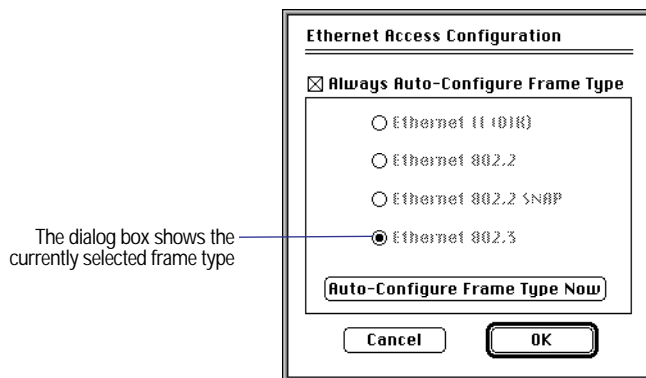 Ethernet Access Configuration
Always Auto-Configure Frame Type
Ethernet II (DIX)
Ethernet 802.2
Ethernet 802.2 SNAP
Ethernet 802.3
The dialog box shows the
currently selected frame type
Auto-Configure Frame Type Now
Cancel
OK